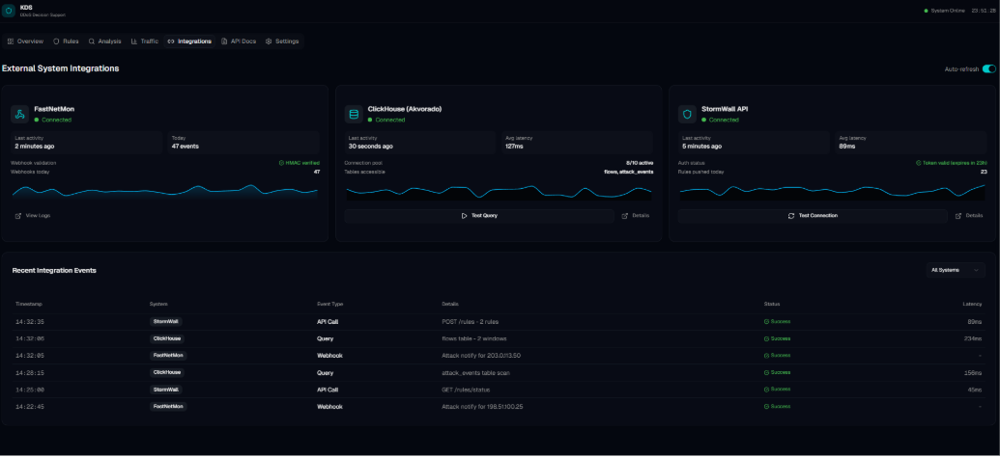 KDS
DDoS Decision Support
System Online 23:51:28
Overview Rules Analysis Traffic Integrations API Docs Settings
External System Integrations
Auto-refresh
FastNetMon
Connected
Last activity
2 minutes ago
Today
47 events
Webhook validation HMAC verified
Webhooks today 47
View Logs
ClickHouse (Akvorado)
Connected
Last activity
30 seconds ago
Avg latency
127ms
Connection pool 8/10 active
Tables accessible flows, attack_events
Test Query Details
StormWall API
Connected
Last activity
5 minutes ago
Avg latency
89ms
Auth status Token valid (expires in 23h)
Rules pushed today 23
Test Connection Details
Recent Integration Events
All Systems
Timestamp System Event Type Details Status Latency
14:32:35 StormWall API Call POST /rules - 2 rules Success 89ms
14:32:06 ClickHouse Query flows table - 2 windows Success 234ms
14:32:05 FastNetMon Webhook Attack notify for 203.0.113.50 Success -
14:28:15 ClickHouse Query attack_events table scan Success 156ms
14:25:00 StormWall API Call GET /rules/status Success 45ms
14:22:45 FastNetMon Webhook Attack notify for 198.51.100.25 Success -